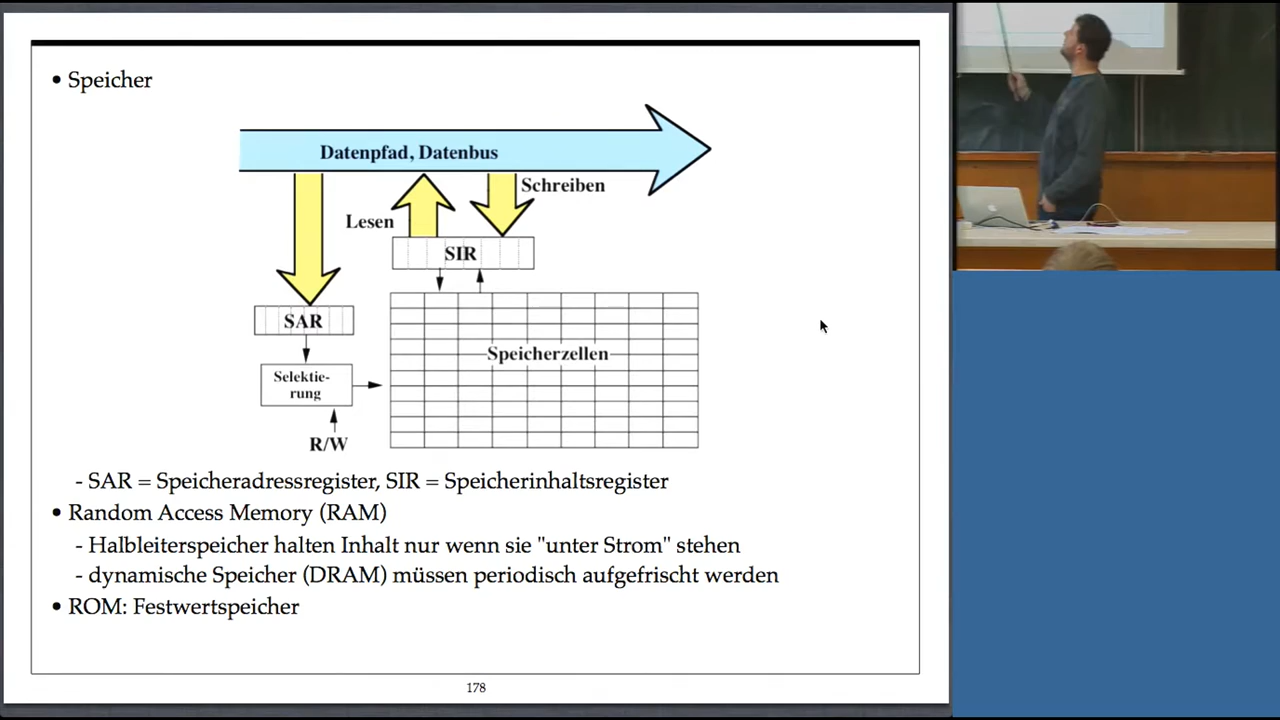 • Speicher
Datenpfad, Datenbus
Schreiben
Lesen
SIR
SAR
Speicherzellen
Selektie-
rung
R/W
- SAR = Speicheradressregister, SIR = Speicherinhaltsregister
• Random Access Memory (RAM)
- Halbleiterspeicher halten Inhalt nur wenn sie "unter Strom" stehen
- dynamische Speicher (DRAM) müssen periodisch aufgefrischt werden
• ROM: Festwertspeicher
178